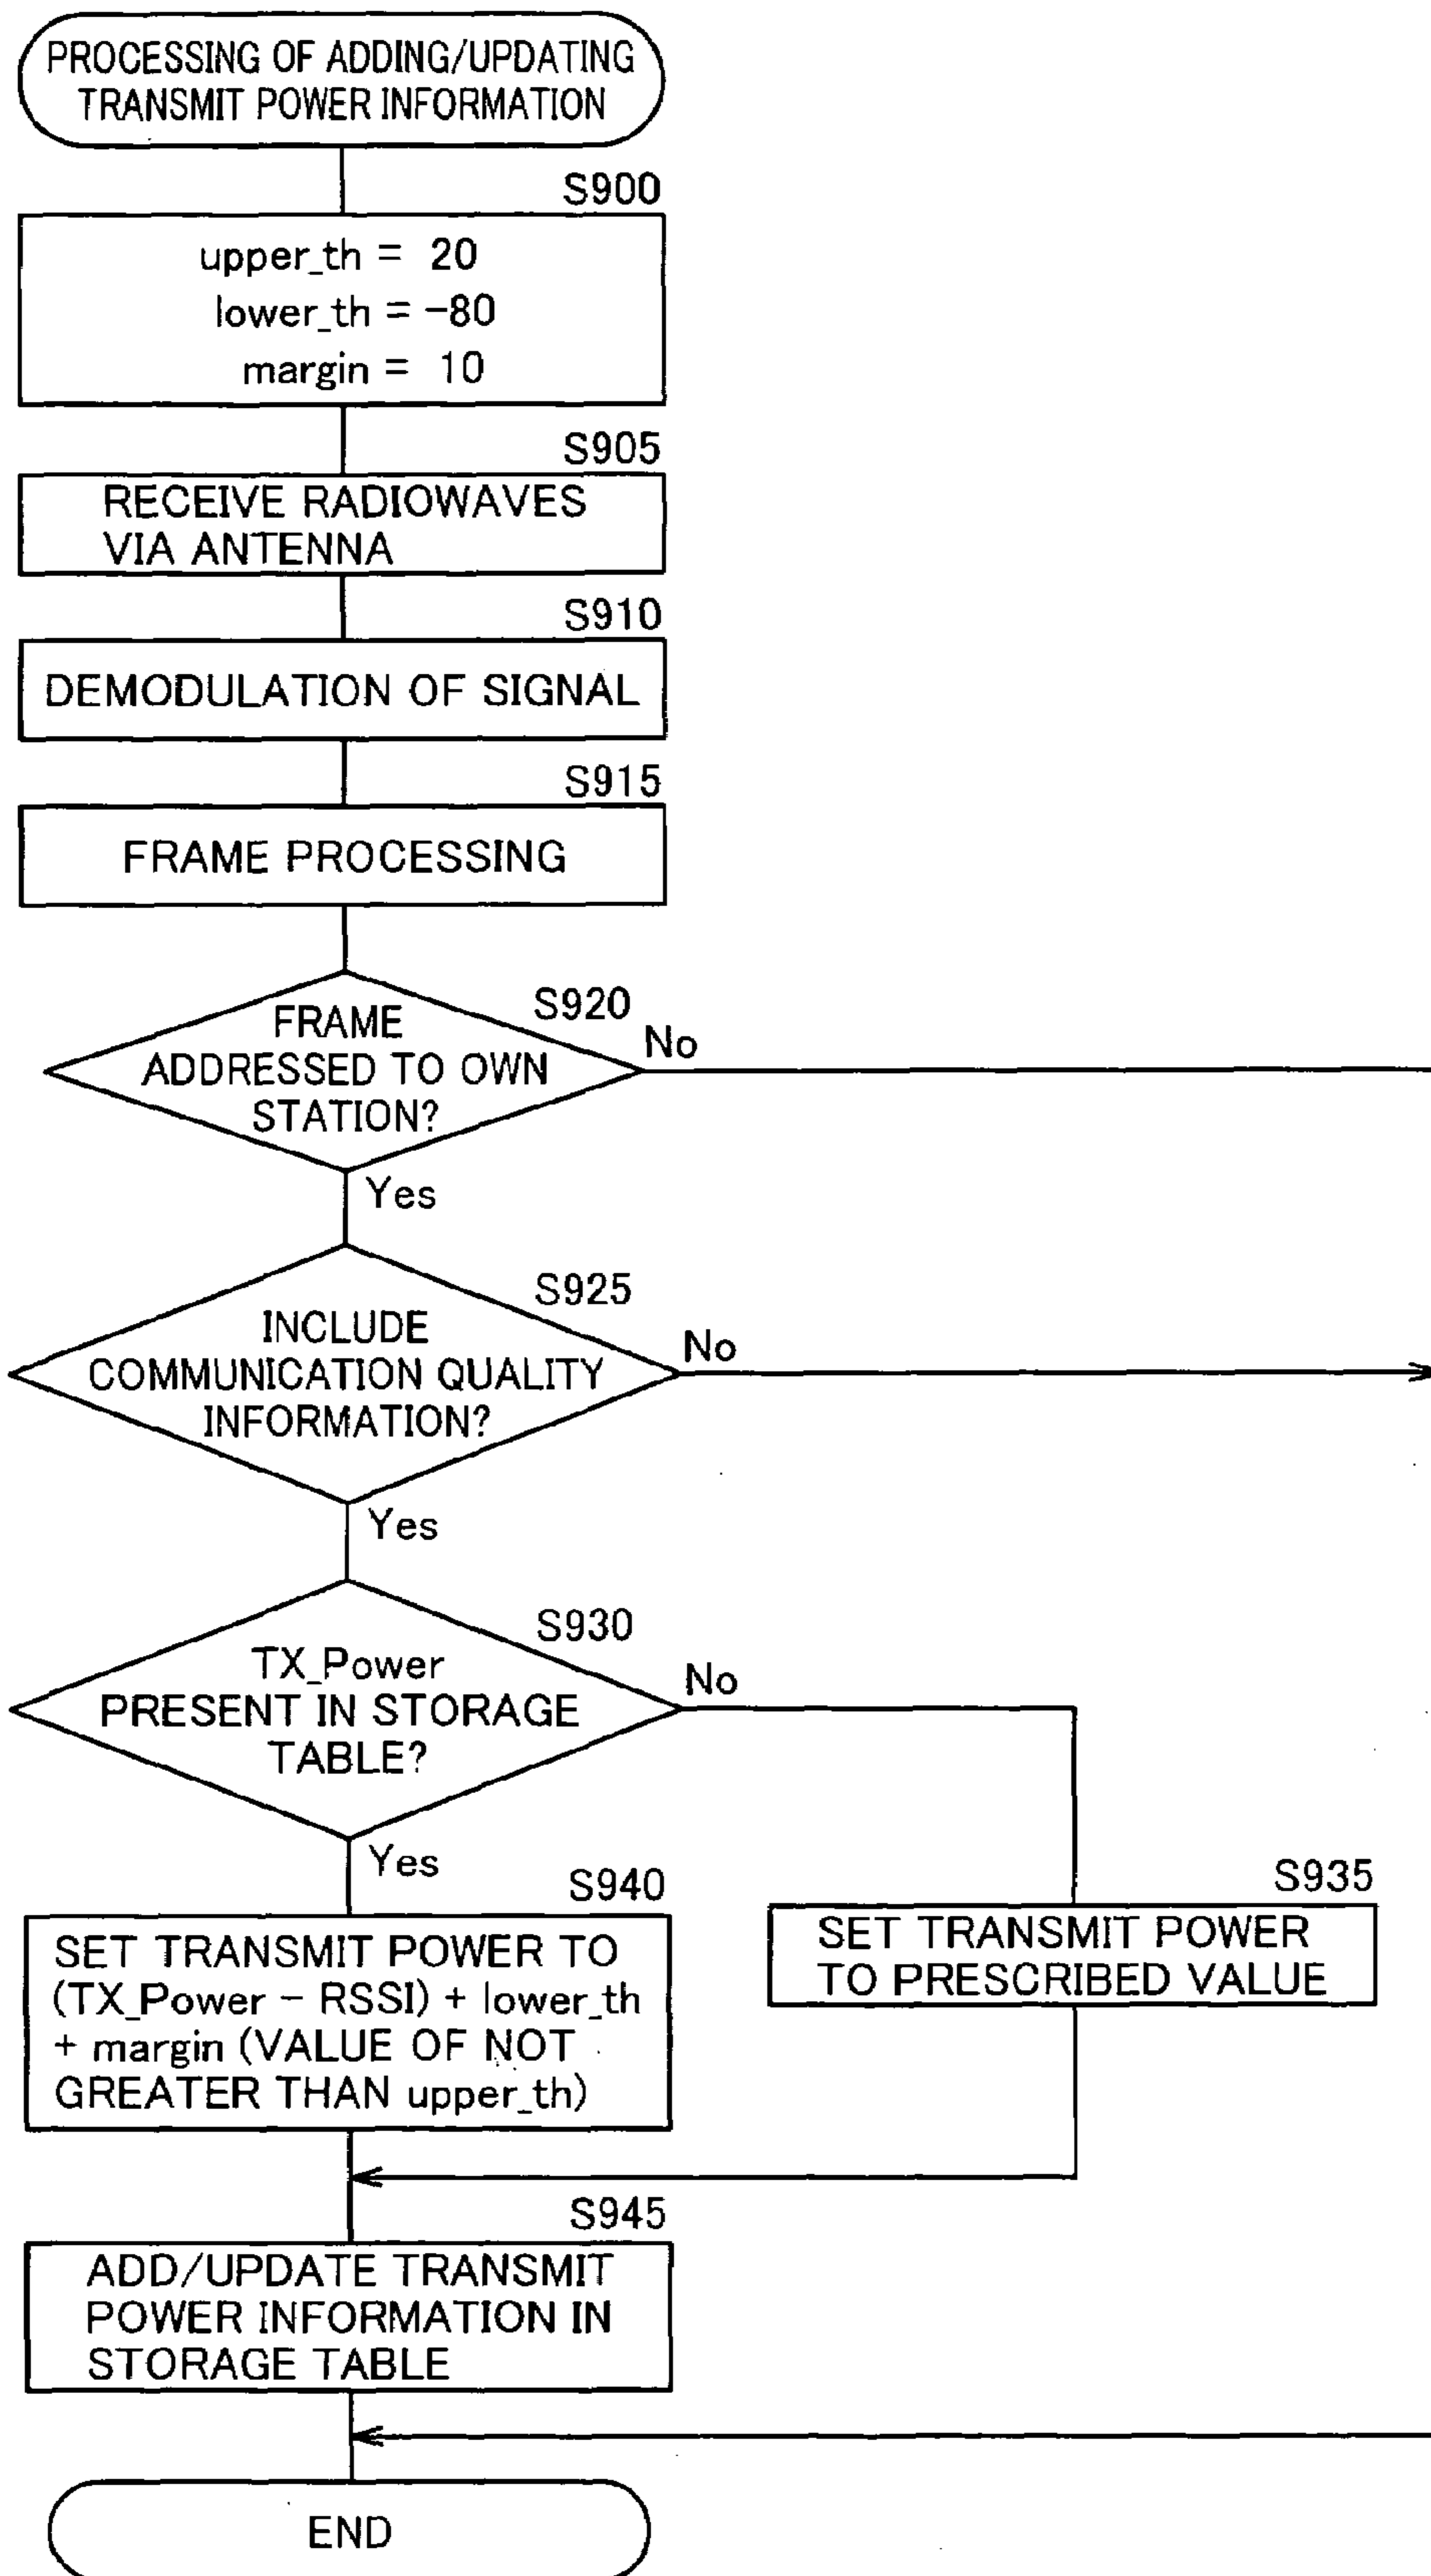 PROCESSING OF ADDING/UPDATING
TRANSMIT POWER INFORMATION
S900
upper_th = 20
lower_th = -80
margin = 10
S905
RECEIVE RADIOWAVES
VIA ANTENNA
S910
DEMODULATION OF SIGNAL
S915
FRAME PROCESSING
S920
FRAME
ADDRESSED TO OWN
STATION?
No
Yes
S925
INCLUDE
COMMUNICATION QUALITY
INFORMATION?
No
Yes
S930
TX_Power
PRESENT IN STORAGE
TABLE?
No
Yes
S940
SET TRANSMIT POWER TO
(TX_Power - RSSI) + lower_th
+ margin (VALUE OF NOT
GREATER THAN upper_th)
S935
SET TRANSMIT POWER
TO PRESCRIBED VALUE
S945
ADD/UPDATE TRANSMIT
POWER INFORMATION IN
STORAGE TABLE
END